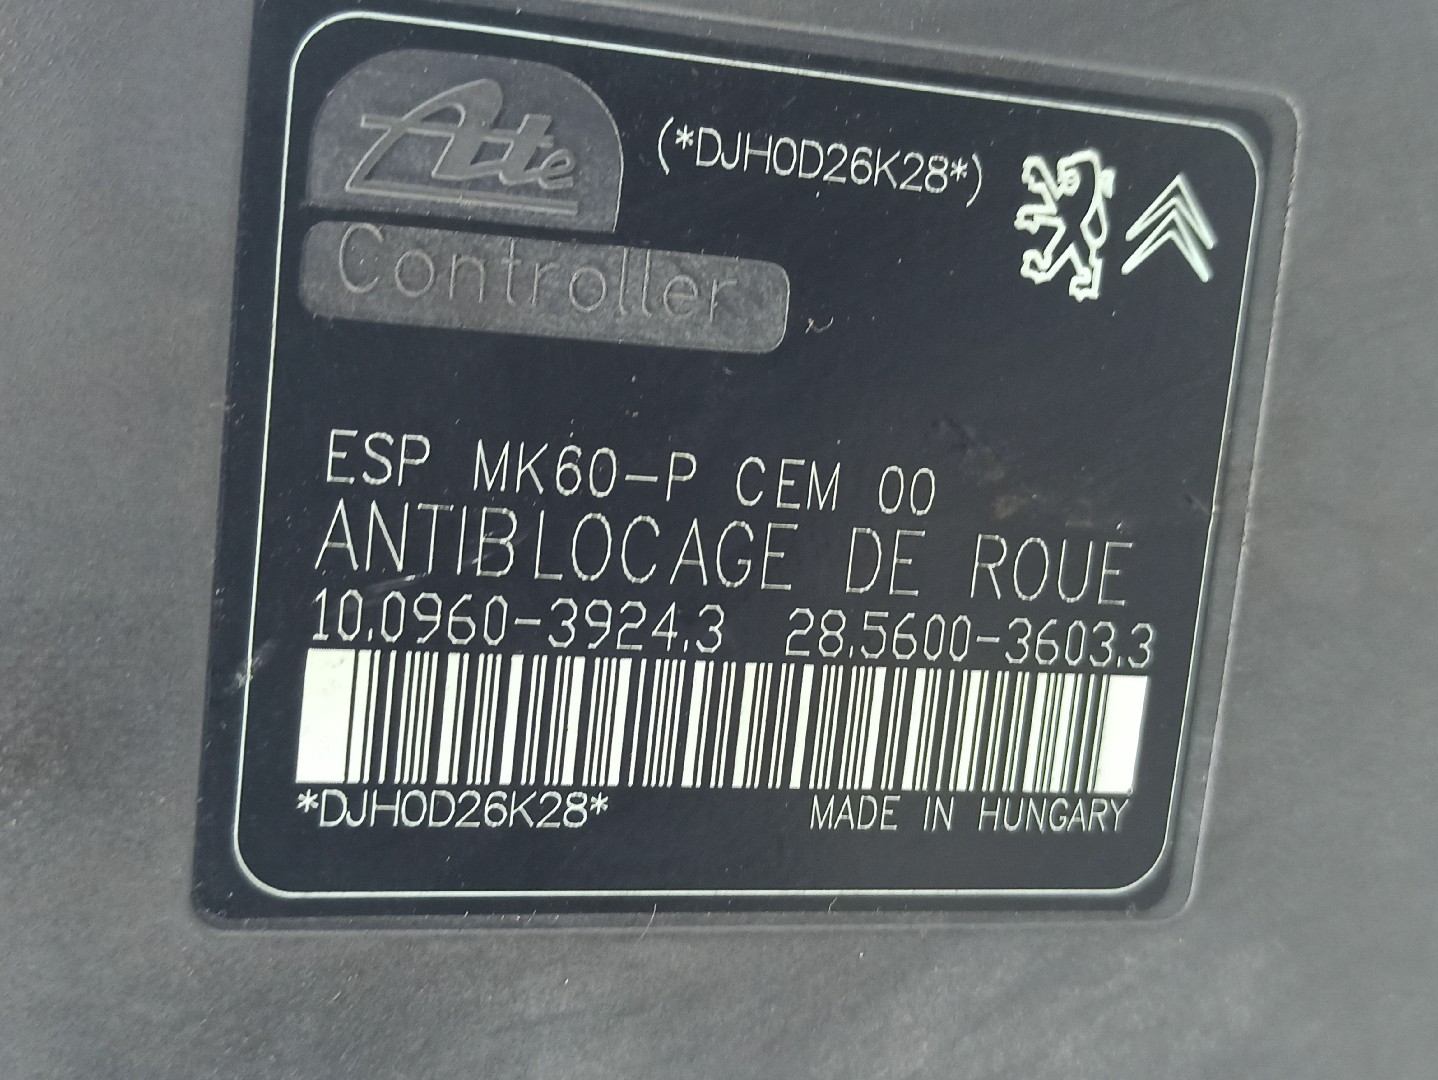 Ate
(*DJH0D26K28*)
Controller
ESP MK60-P CEM 00
ANTIBLOCAGE DE ROUE
10.0960-3924.3 28.5600-3603.3
*DJH0D26K28*
MADE IN HUNGARY